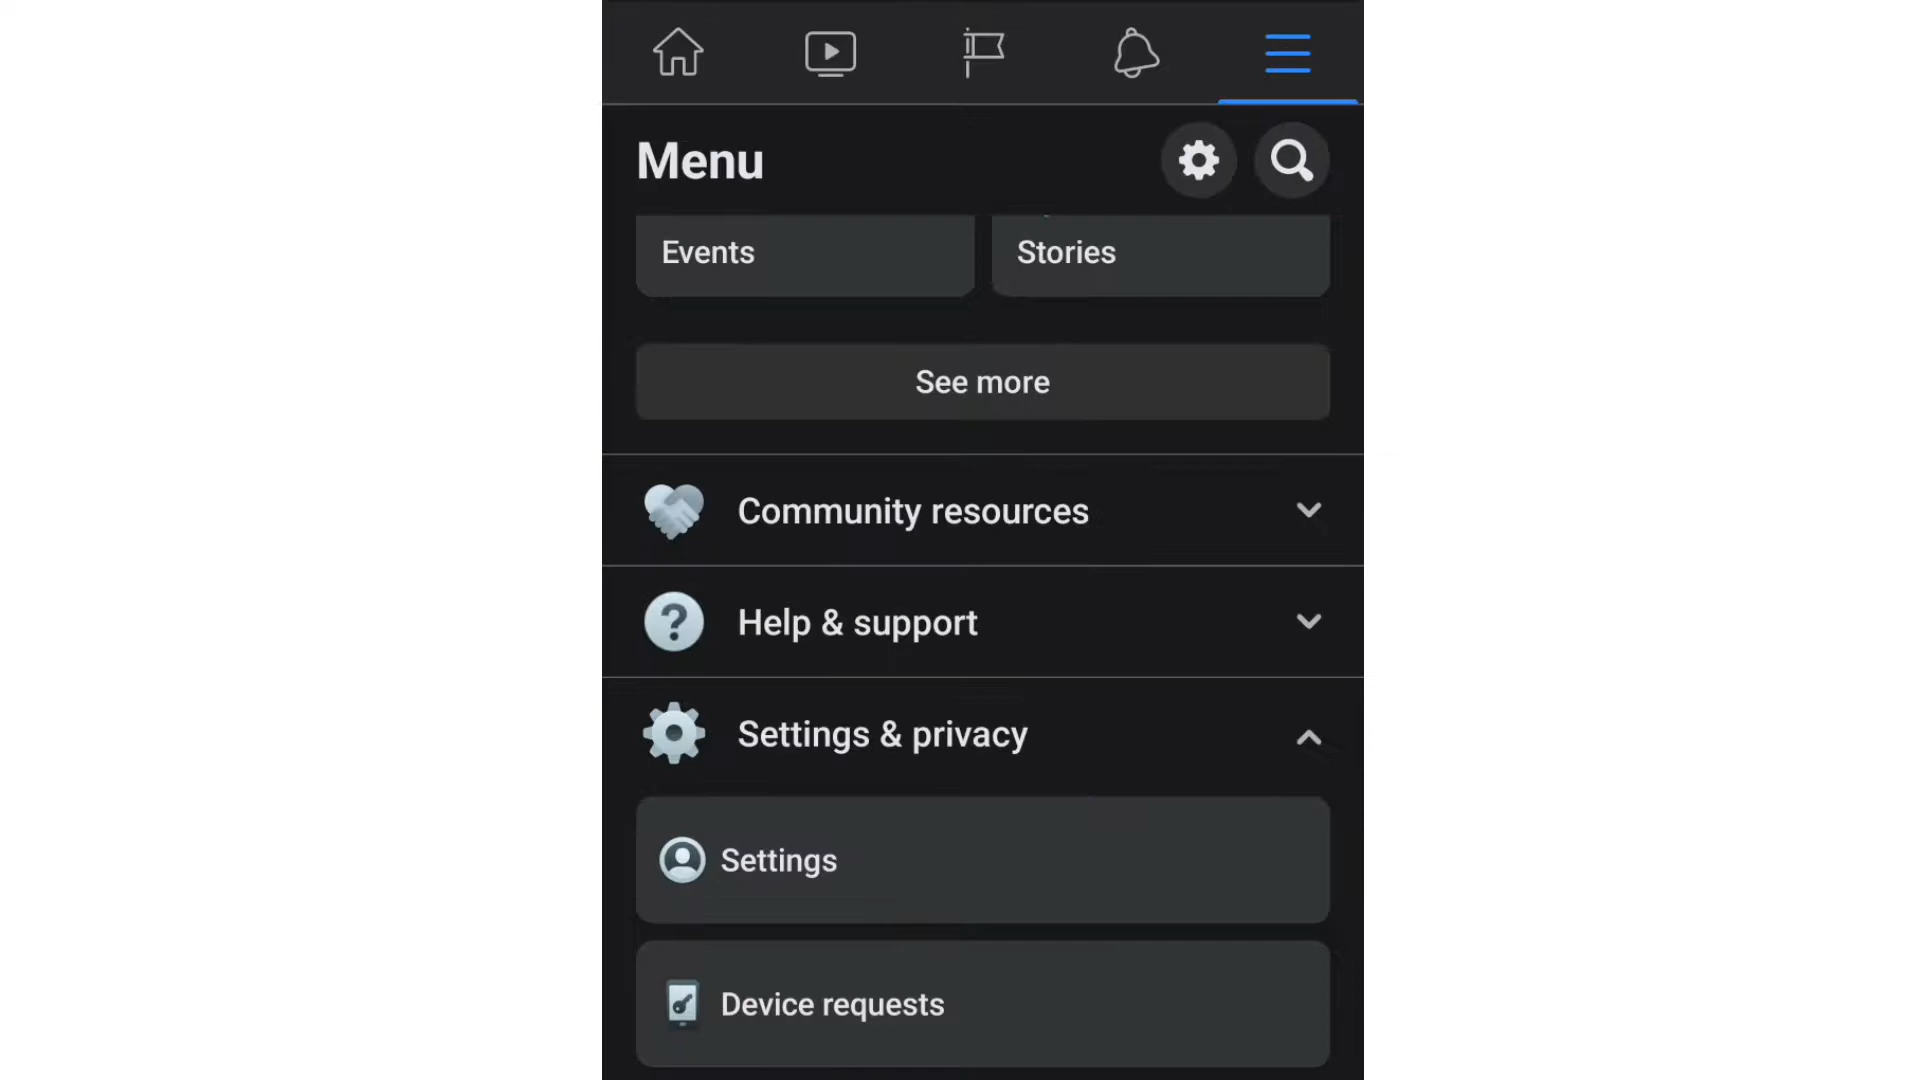 Menu
Events
Stories
See more
Community resources
Help & support
Settings & privacy
Settings
Device requests